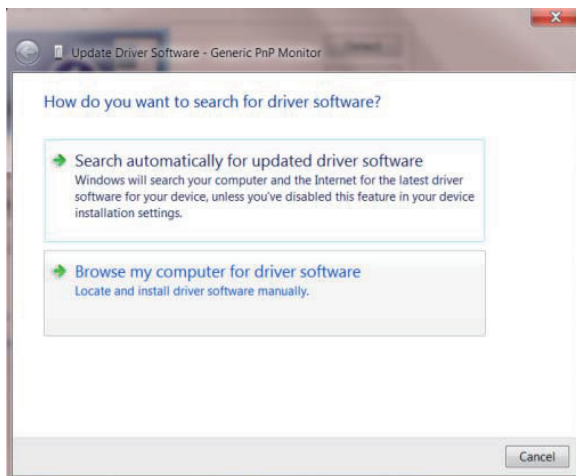 Update Driver Software - Generic PnP Monitor
How do you want to search for driver software?
Search automatically for updated driver software
Windows will search your computer and the Internet for the latest driver
software for your device, unless you've disabled this feature in your device
installation settings.
Browse my computer for driver software
Locate and install driver software manually.
Cancel